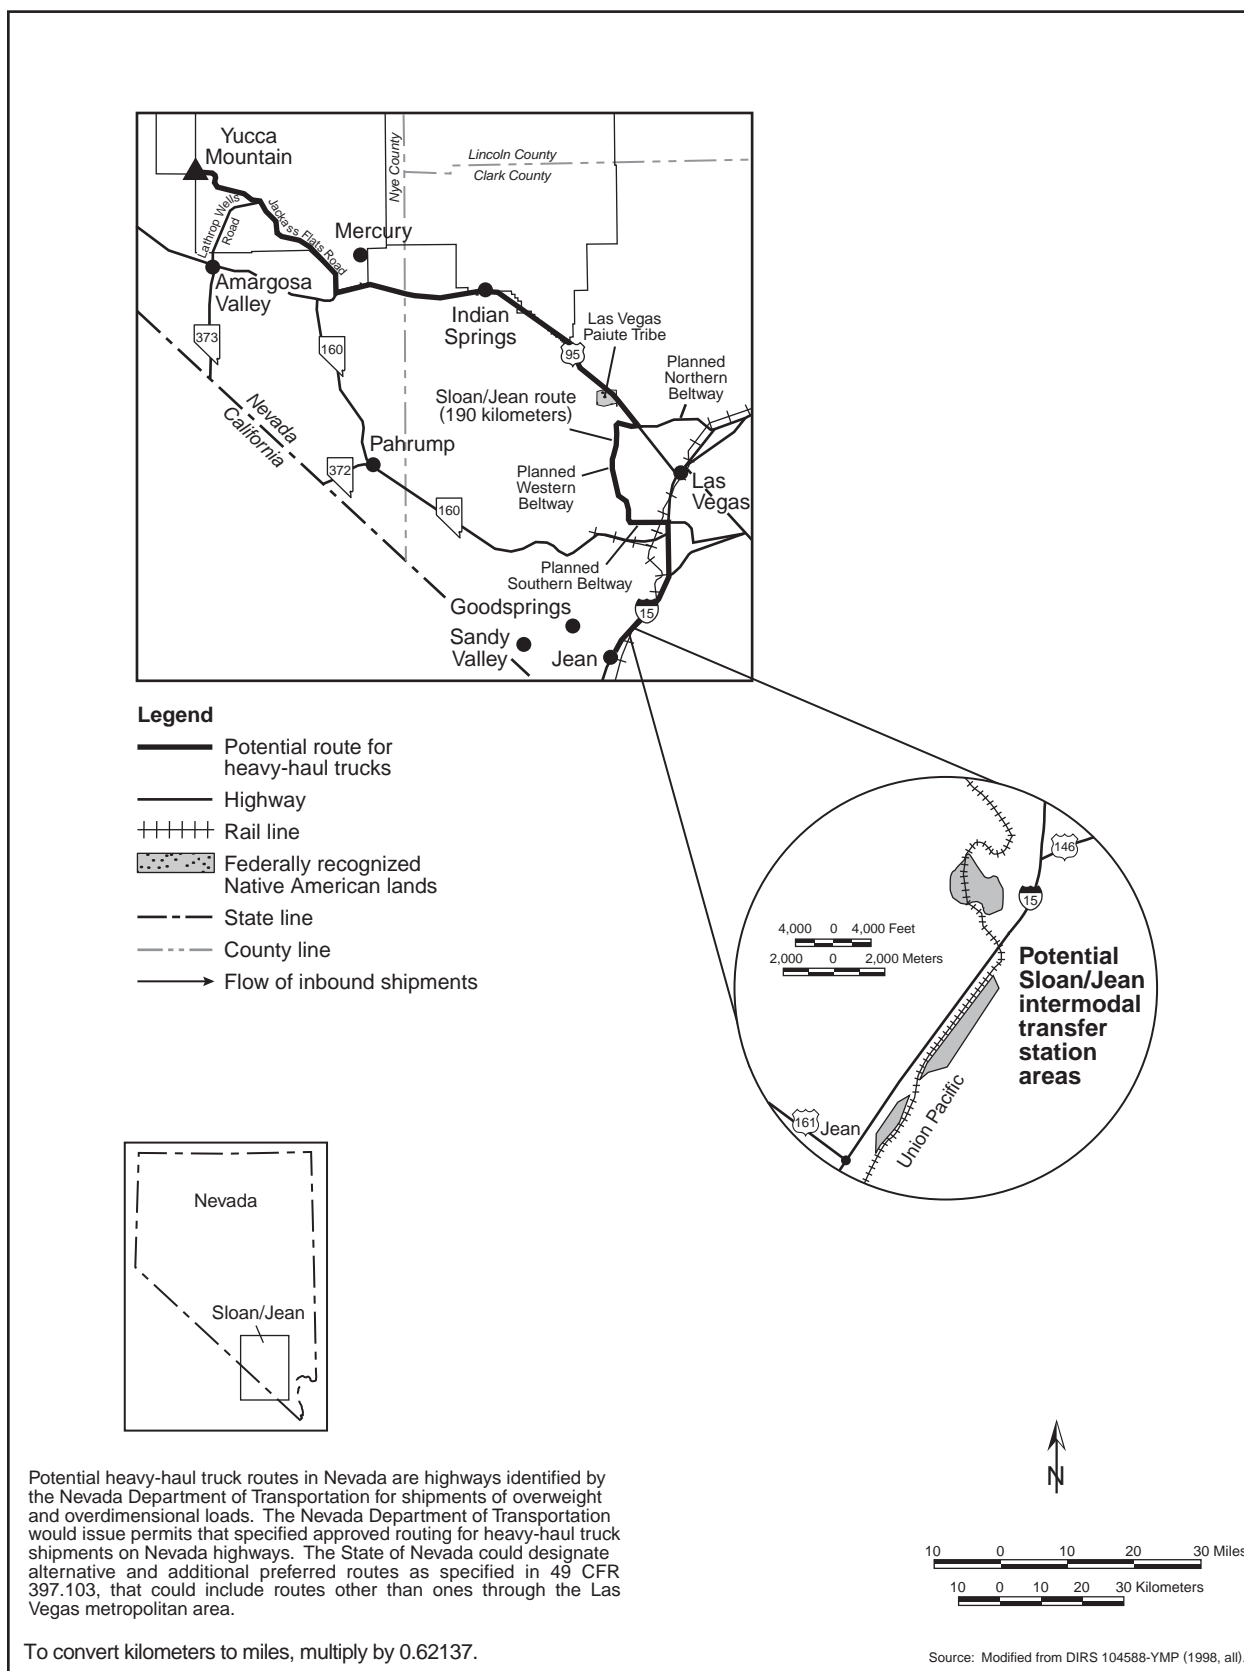 Yucca
Mountain
Nye County
Lincoln County
Clark County
Lathrop Wells
Road
Jackass Flats Road
Mercury
Amargosa
Valley
Indian
Springs
Las Vegas
Paiute Tribe
95
373
160
Planned
Northern
Beltway
Sloan/Jean route
(190 kilometers)
Nevada
California
Pahrump
372
Planned
Western
Beltway
Las
Vegas
160
Planned
Southern Beltway
Goodsprings
15
Sandy
Valley
Jean
Legend
Potential route for
heavy-haul trucks
Highway
Rail line
Federally recognized
Native American lands
State line
County line
Flow of inbound shipments
146
15
4,000 0 4,000 Feet
2,000 0 2,000 Meters
Potential
Sloan/Jean
intermodal
transfer
station
areas
Union Pacific
161
Jean
Nevada
Sloan/Jean
N
Potential heavy-haul truck routes in Nevada are highways identified by
the Nevada Department of Transportation for shipments of overweight
and overdimensional loads. The Nevada Department of Transportation
would issue permits that specified approved routing for heavy-haul truck
shipments on Nevada highways. The State of Nevada could designate
alternative and additional preferred routes as specified in 49 CFR
397.103, that could include routes other than ones through the Las
Vegas metropolitan area.
10 0 10 20 30 Miles
10 0 10 20 30 Kilometers
To convert kilometers to miles, multiply by 0.62137.
Source: Modified from DIRS 104588-YMP (1998, all).